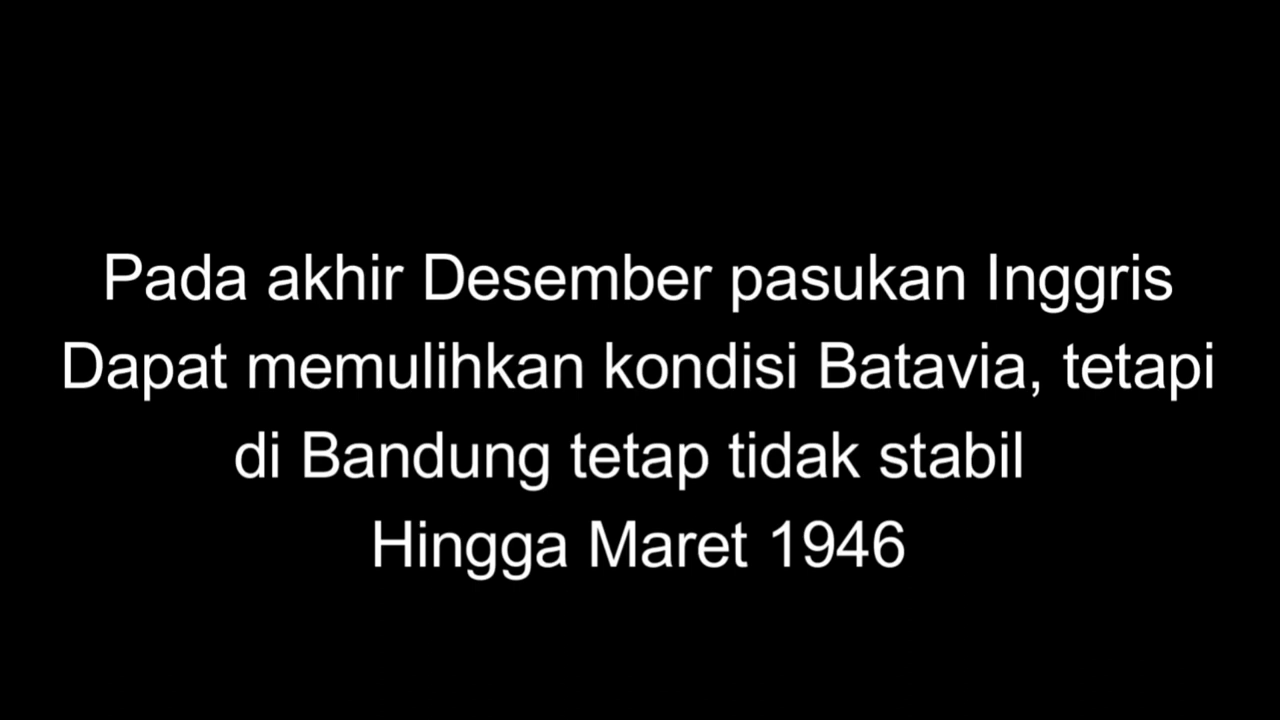 Pada akhir Desember pasukan Inggris
Dapat memulihkan kondisi Batavia, tetapi
di Bandung tetap tidak stabil
Hingga Maret 1946